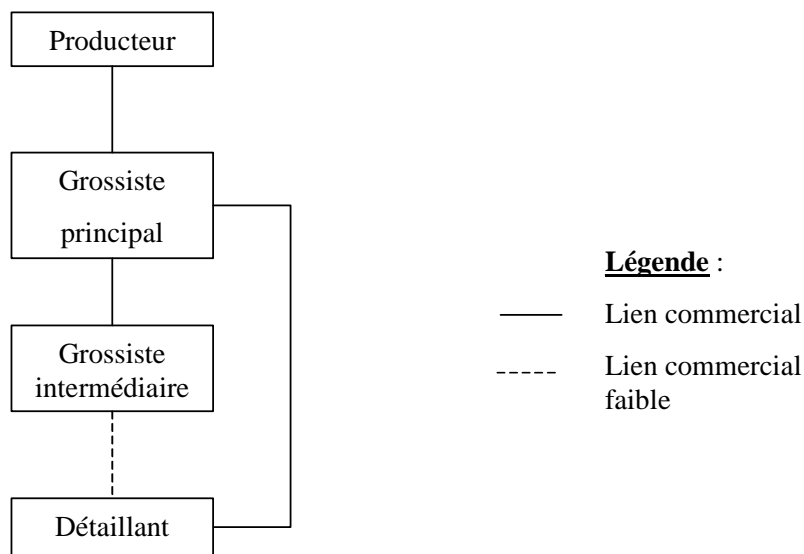 Producteur
Grossiste
principal
Grossiste
intermédiaire
Détaillant
Légende :
Lien commercial
Lien commercial
faible